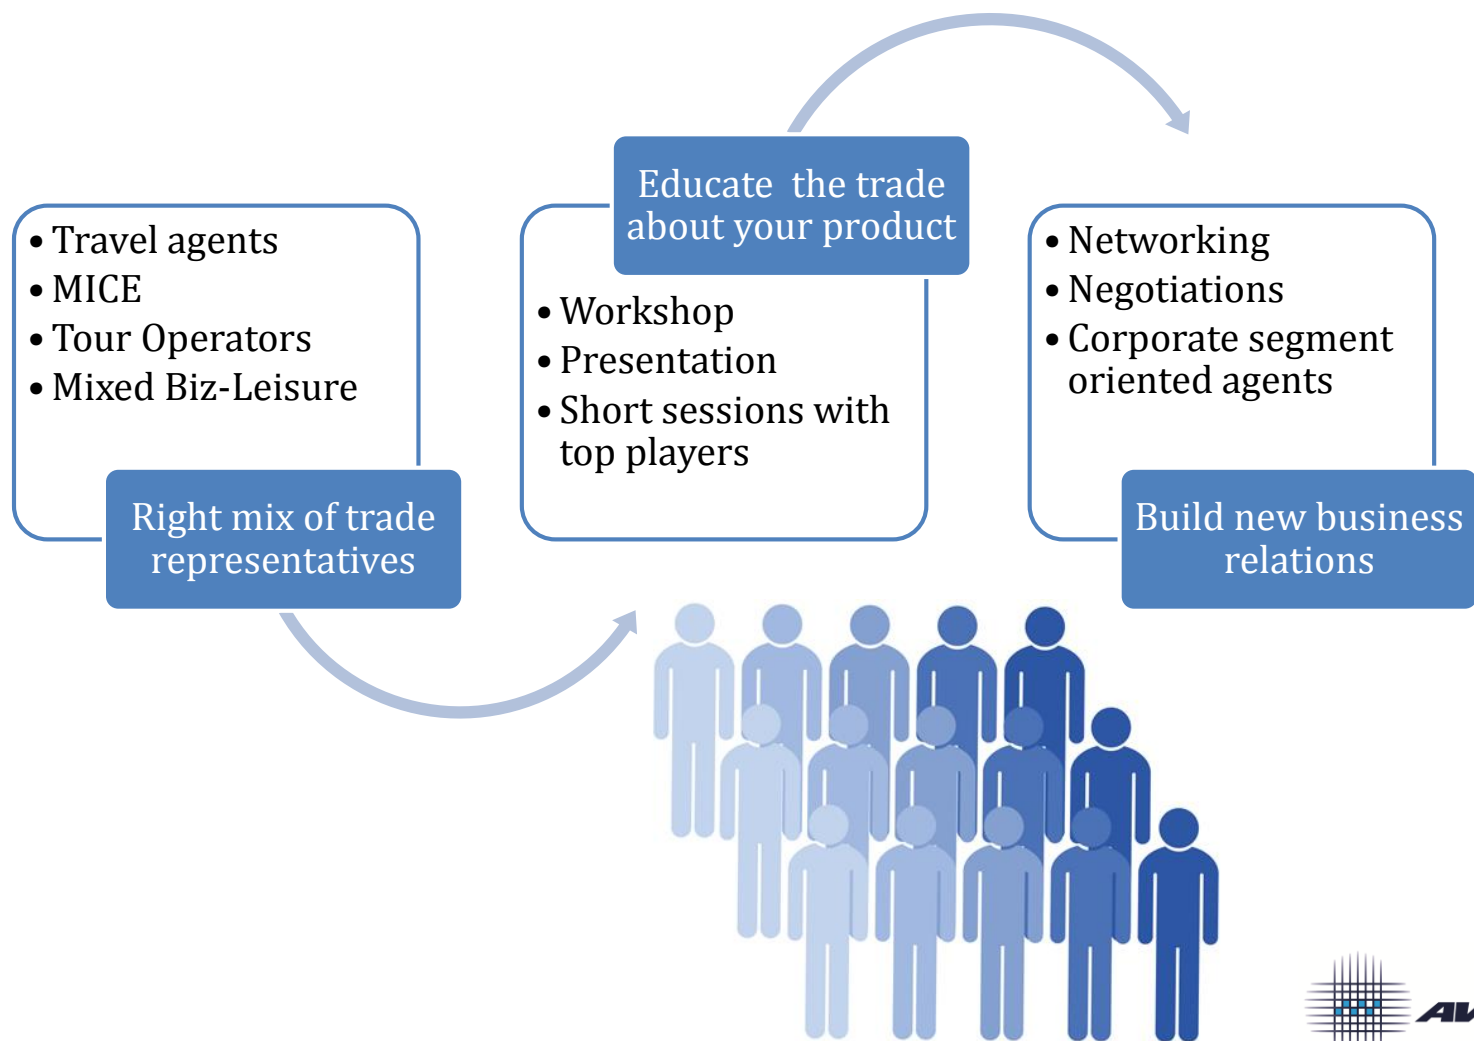 • Travel agents
• MICE
• Tour Operators
• Mixed Biz-Leisure
Right mix of trade
representatives
Educate  the trade
about your product
• Workshop
• Presentation
• Short sessions with
top players
• Networking
• Negotiations
• Corporate segment
oriented agents
Build new business
relations